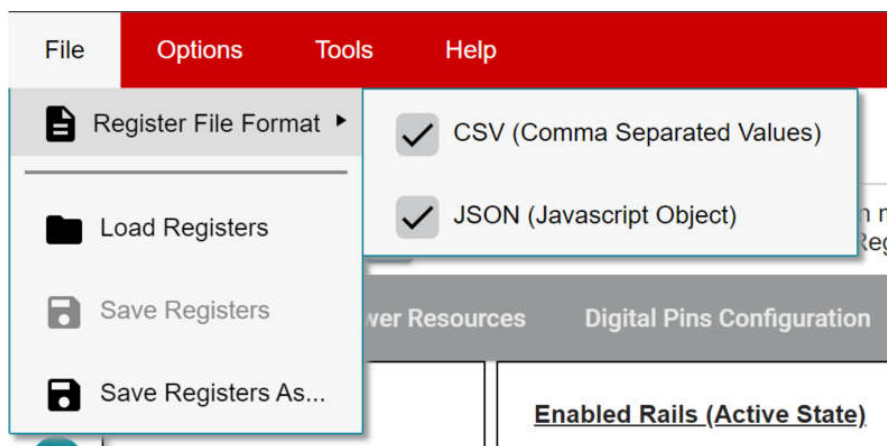 File Options Tools Help
Register File Format
CSV (Comma Separated Values)
JSON (Javascript Object)
Load Registers
Save Registers
Save Registers As...
Resources Digital Pins Configuration
Enabled Rails (Active State)